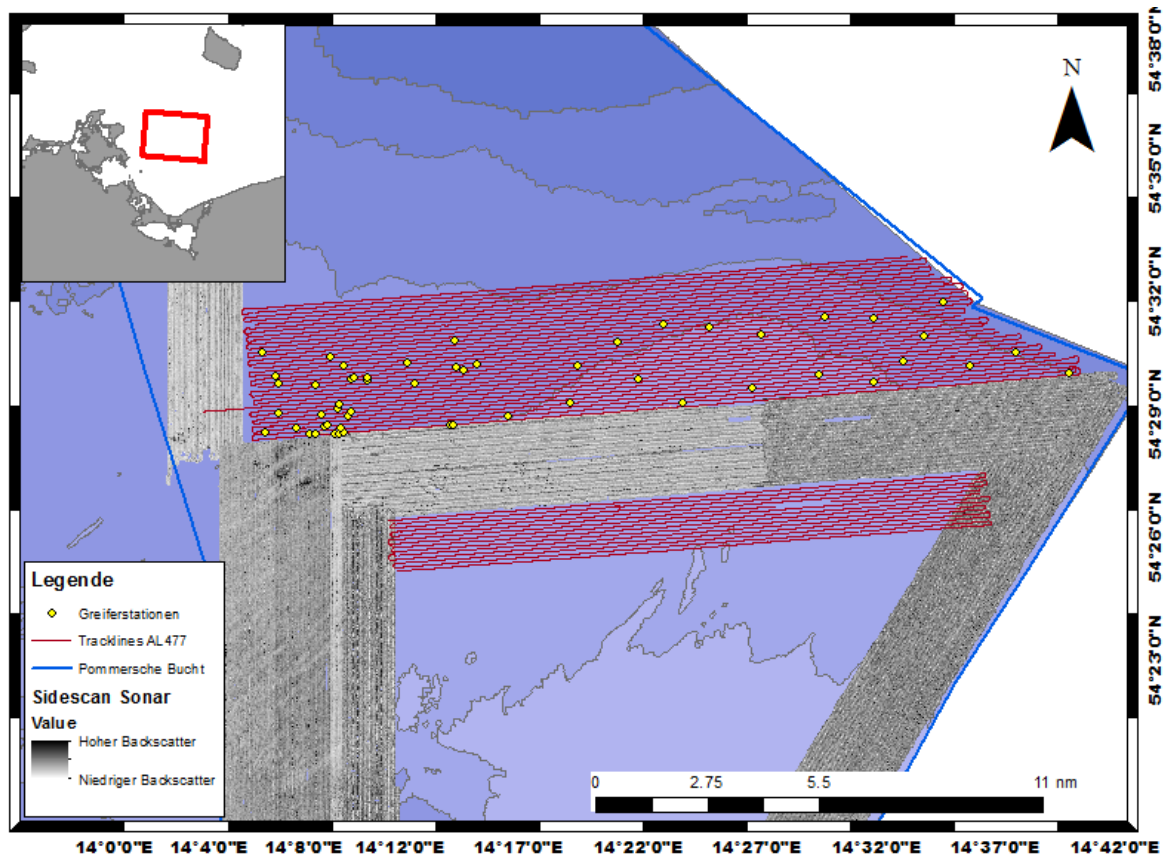 N
54°38'0"N
54°35'0"N
54°32'0"N
54°29'0"N
54°26'0"N
54°23'0"N
Legende
Greiferstationen
Tracklines AL477
Pommersche Bucht
Sidescan Sonar
Value
Hoher Backscatter
Niedriger Backscatter
0 2.75 5.5 11 nm
14°0'0"E 14°4'0"E 14°8'0"E 14°12'0"E 14°17'0"E 14°22'0"E 14°27'0"E 14°32'0"E 14°37'0"E 14°42'0"E